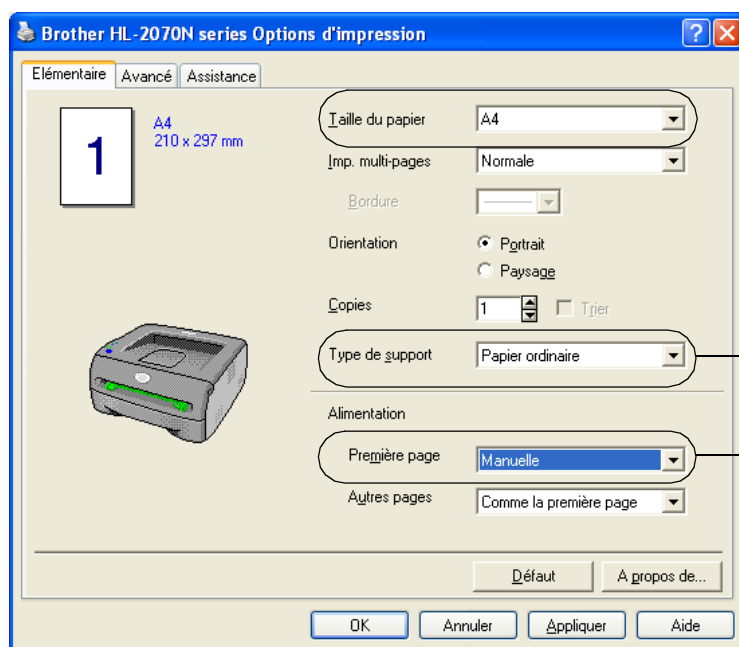 Brother HL-2070N series Options d'impression
Elémentaire Avancé Assistance
1
A4
210 x 297 mm
Taille du papier A4
Imp. multi-pages Normale
Bordure
Orientation Portrait
Paysage
Copies 1 Trier
Type de support Papier ordinaire
Alimentation
Première page Manuelle
Autres pages Comme la première page
Défaut A propos de...
OK Annuler Appliquer Aide